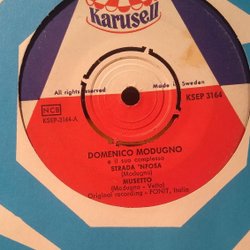 Karusell
All rights reserved
Made in Sweden
NCB
KSEP-3164-A
KSEP 3164
DOMENICO MODUGNO
e il suo complesso
STRADA 'NFOSA
(Modugno)
MUSETTO
(Modugno - Vella)
Original recording - FONIT, Italia